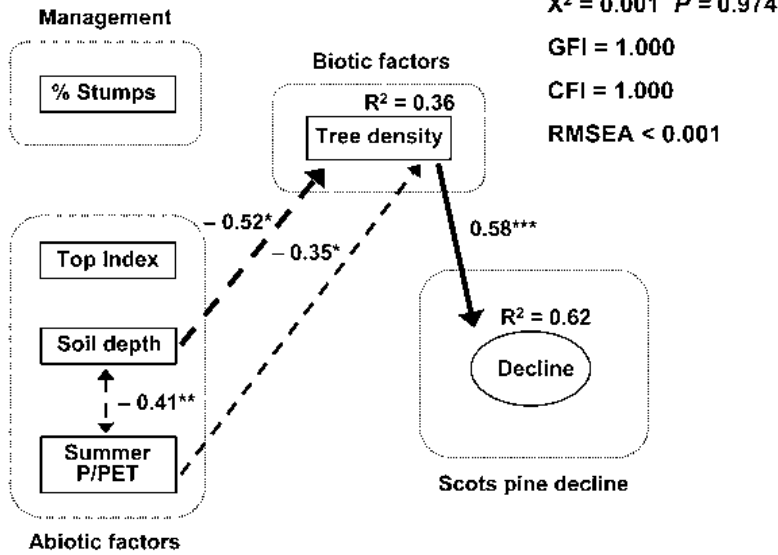 Management
% Stumps
Biotic factors
R² = 0.36
Tree density
X² = 0.001 P = 0.974
GFI = 1.000
CFI = 1.000
RMSEA < 0.001
– 0.52*
– 0.35*
0.58***
Top Index
Soil depth
– 0.41**
Summer
P/PET
Abiotic factors
R² = 0.62
Decline
Scots pine decline